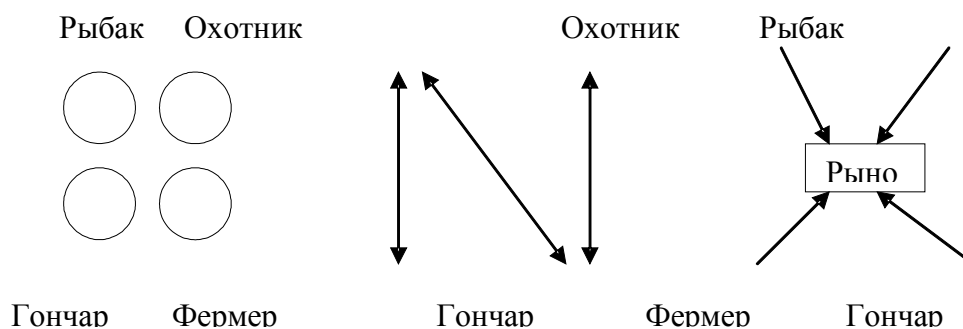 Рыбак Охотник Охотник Рыбак
Рыно
Гончар Фермер Гончар Фермер Гончар